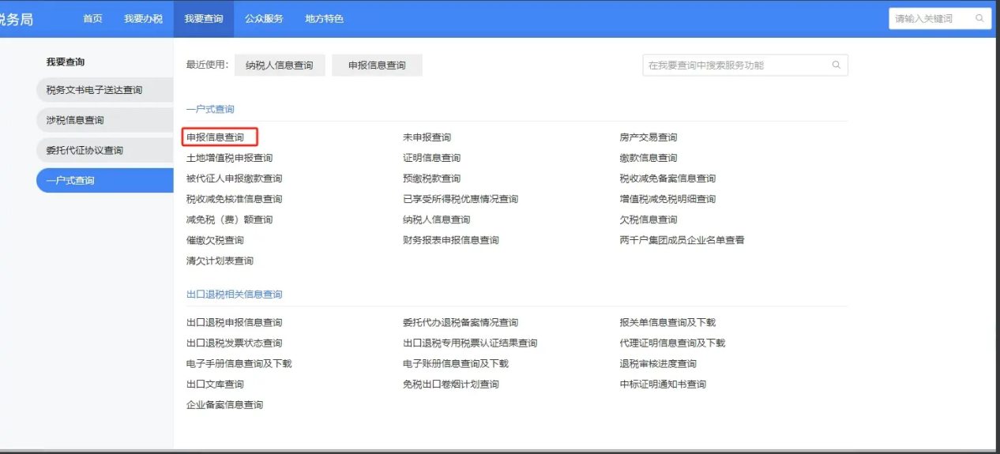 税务局 首页 我要办税 我要查询 公众服务 地方特色 请输入关键词
我要查询
税务文书电子送达查询
涉税信息查询
委托代征协议查询
一户式查询
最近使用： 纳税人信息查询 申报信息查询 在我要查询中搜索服务功能
一户式查询
申报信息查询 未申报查询 房产交易查询
土地增值税申报查询 证明信息查询 缴款信息查询
被代征人申报缴款查询 预缴税款查询 税收减免备案信息查询
税收减免核准信息查询 已享受所得税优惠情况查询 增值税减免税明细查询
减免税（费）额查询 纳税人信息查询 欠税信息查询
催缴欠税查询 财务报表申报信息查询 两千户集团成员企业名单查看
清欠计划表查询
出口退税相关信息查询
出口退税申报信息查询 委托代办退税备案情况查询 报关单信息查询及下载
出口退税发票状态查询 出口退税专用税票认证结果查询 代理证明信息查询及下载
电子手册信息查询及下载 电子账册信息查询及下载 退税审核进度查询
出口文库查询 免税出口卷烟计划查询 中标证明通知书查询
企业备案信息查询